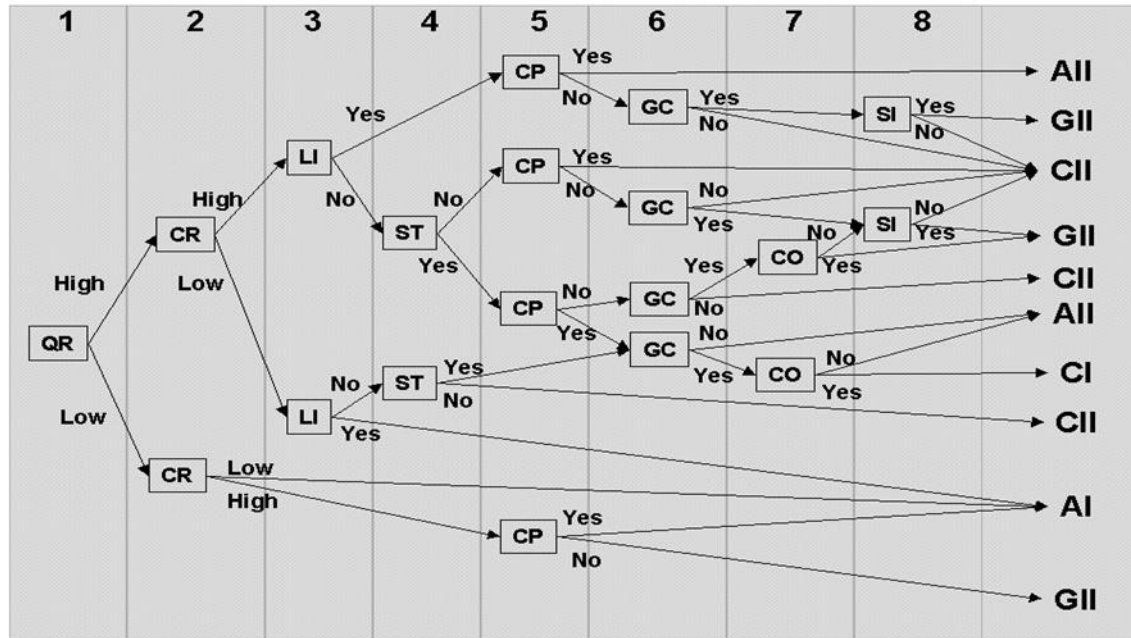 1 2 3 4 5 6 7 8
CP Yes AII
No GC Yes SI Yes GII
No No
Yes
LI CP Yes CII
High No No GC No No
CR No ST Yes SI Yes GII
Low Yes No CO Yes
High Yes
CP No GC No CII
Yes GC No AII
QR Yes No
No ST Yes CO Yes CI
No
Low LI Yes CII
CR Low
High AI
CP Yes
No
GII